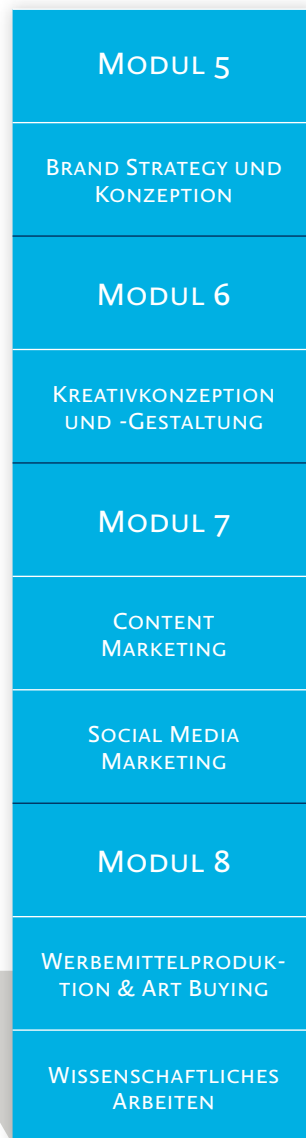 Modul 5
Brand Strategy und
Konzeption
Modul 6
Kreativkonzeption
und -Gestaltung
Modul 7
Content
Marketing
Social Media
Marketing
Modul 8
Werbemittelproduk-
tion & Art Buying
Wissenschaftliches
Arbeiten